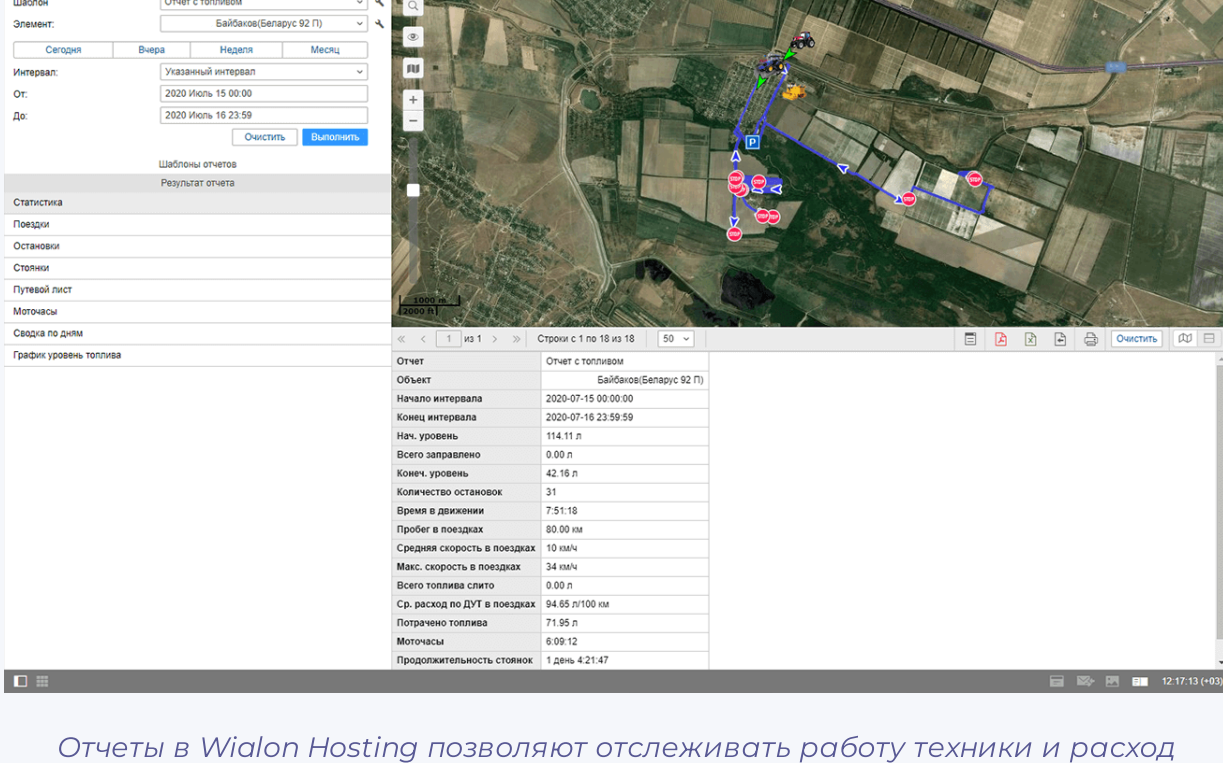 Шаблон
Отчет с топливом
Элемент:
Байбаков(Беларус 92 П)
Сегодня
Вчера
Неделя
Месяц
Интервал:
Указанный интервал
От:
2020 Июль 15 00:00
До:
2020 Июль 16 23:59
Очистить
Выполнить
Шаблоны отчетов
Результат отчета
Статистика
Поездки
Остановки
Стоянки
Путевой лист
Моточасы
Сводка по дням
График уровень топлива
P
STOP
STOP
STOP
STOP
STOP
STOP
STOP
1000 m
2000 ft
1 из 1
Строки с 1 по 18 из 18
50
Очистить
Отчет Отчет с топливом
Объект Байбаков(Беларус 92 П)
Начало интервала 2020-07-15 00:00:00
Конец интервала 2020-07-16 23:59:59
Нач. уровень 114.11 л
Всего заправлено 0.00 л
Конеч. уровень 42.16 л
Количество остановок 31
Время в движении 7:51:18
Пробег в поездках 80.00 км
Средняя скорость в поездках 10 км/ч
Макс. скорость в поездках 34 км/ч
Всего топлива слито 0.00 л
Ср. расход по ДУТ в поездках 94.65 л/100 км
Потрачено топлива 71.95 л
Моточасы 6:09:12
Продолжительность стоянок 1 день 4:21:47
12:17:13 (+03)
Отчеты в Wialon Hosting позволяют отслеживать работу техники и расход